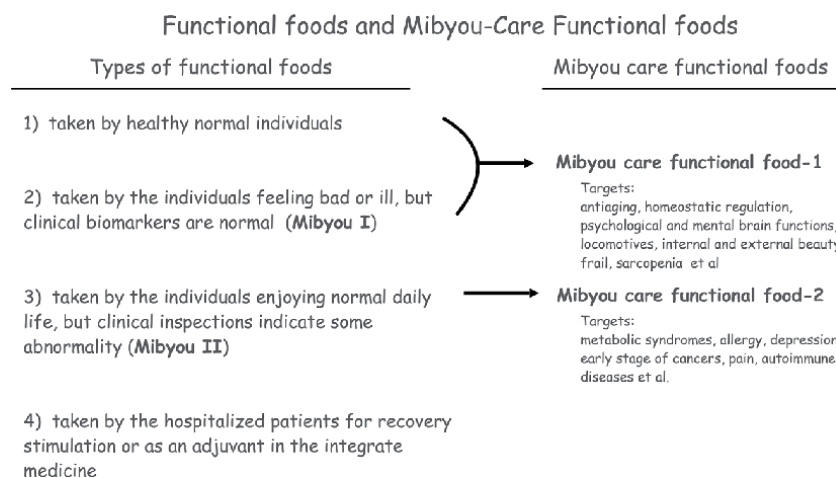 Functional foods and Mibyou-Care Functional foods
Types of functional foods
Mibyou care functional foods
1) taken by healthy normal individuals
2) taken by the individuals feeling bad or ill, but
clinical biomarkers are normal (Mibyou I)
3) taken by the individuals enjoying normal daily
life, but clinical inspections indicate some
abnormality (Mibyou II)
4) taken by the hospitalized patients for recovery
stimulation or as an adjuvant in the integrate
medicine
Mibyou care functional food-1
Targets:
antiaging, homeostatic regulation,
psychological and mental brain functions,
locomotives, internal and external beauty
frail, sarcopenia et al
Mibyou care functional food-2
Targets:
metabolic syndromes, allergy, depression
early stage of cancers, pain, autoimmune
diseases et al.